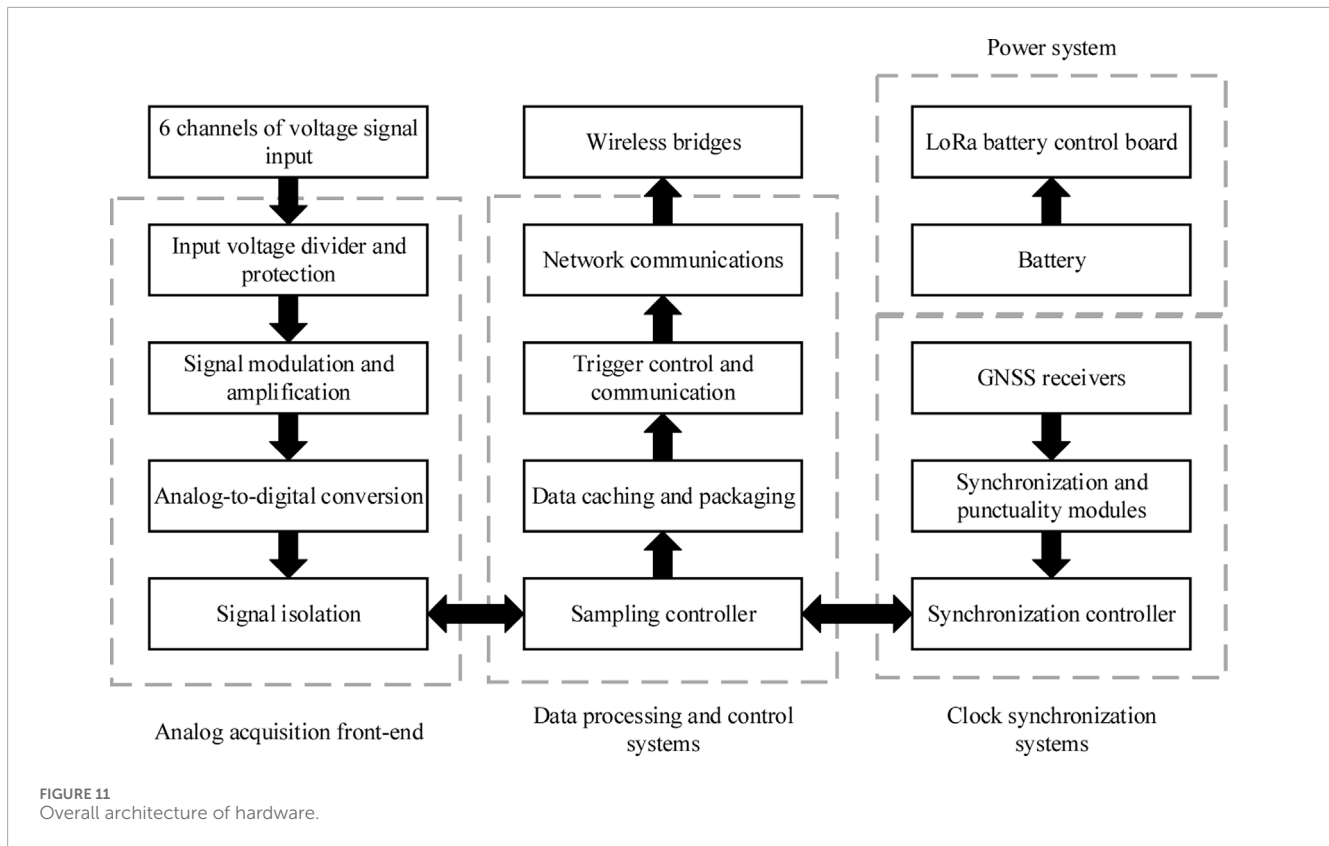 Power system
6 channels of voltage signal
input
Wireless bridges
LoRa battery control board
Input voltage divider and
protection
Network communications
Battery
Signal modulation and
amplification
Trigger control and
communication
GNSS receivers
Analog-to-digital conversion
Data caching and packaging
Synchronization and
punctuality modules
Signal isolation
Sampling controller
Synchronization controller
Analog acquisition front-end
Data processing and control
systems
Clock synchronization
systems
FIGURE 11
Overall architecture of hardware.